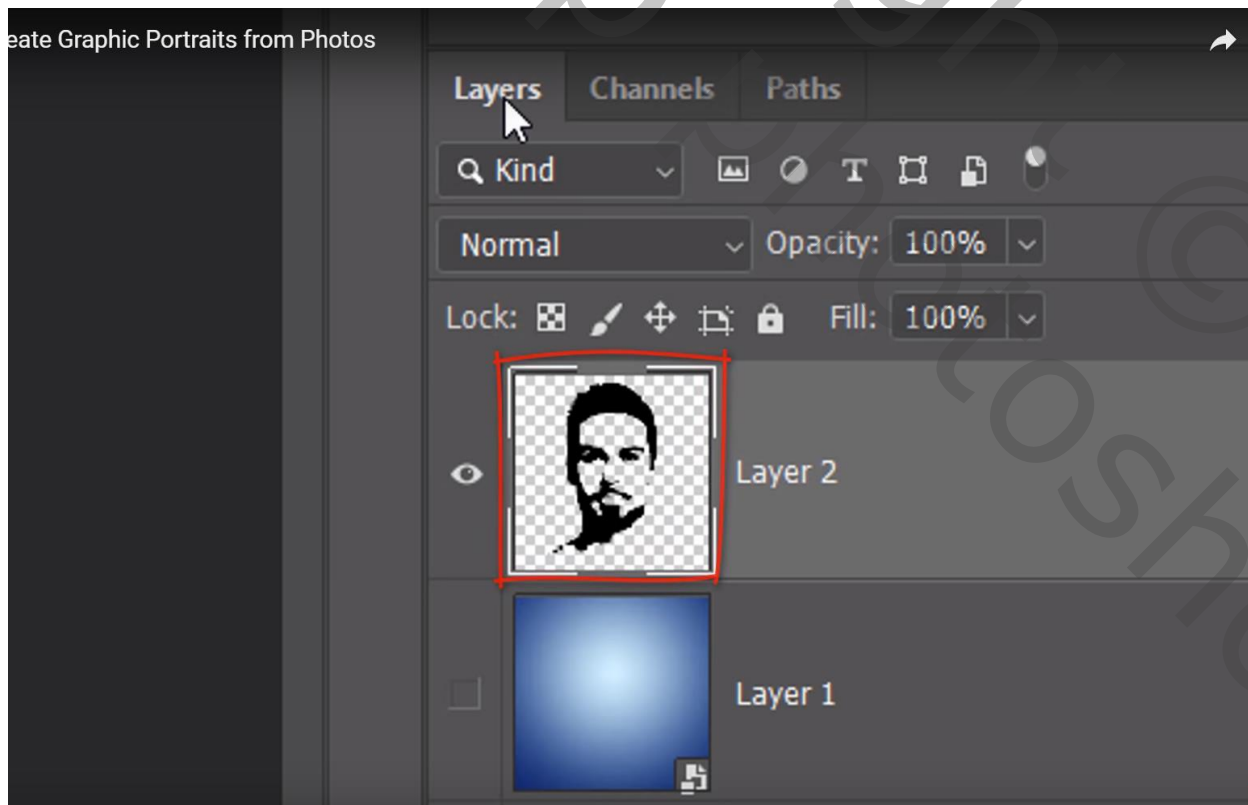 eate Graphic Portraits from Photos
Layers Channels Paths
Kind
Normal Opacity: 100%
Lock: Fill: 100%
Layer 2
Layer 1